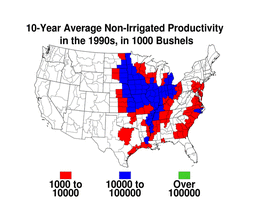 10-Year Average Non-Irrigated Productivity
in the 1990s, in 1000 Bushels
1000 to
10000
10000 to
100000
Over
100000